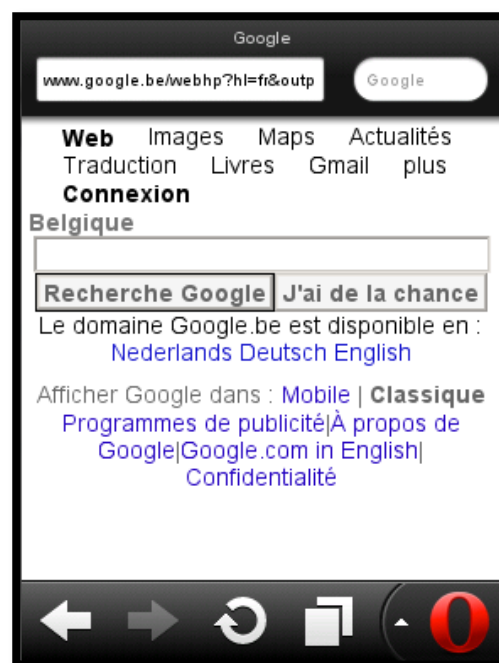 Google
www.google.be/webhp?hl=fr&outp Google
Web Images Maps Actualités
Traduction Livres Gmail plus
Connexion
Belgique
Recherche Google J'ai de la chance
Le domaine Google.be est disponible en :
Nederlands Deutsch English
Afficher Google dans : Mobile | Classique
Programmes de publicité|À propos de
Google|Google.com in English|
Confidentialité